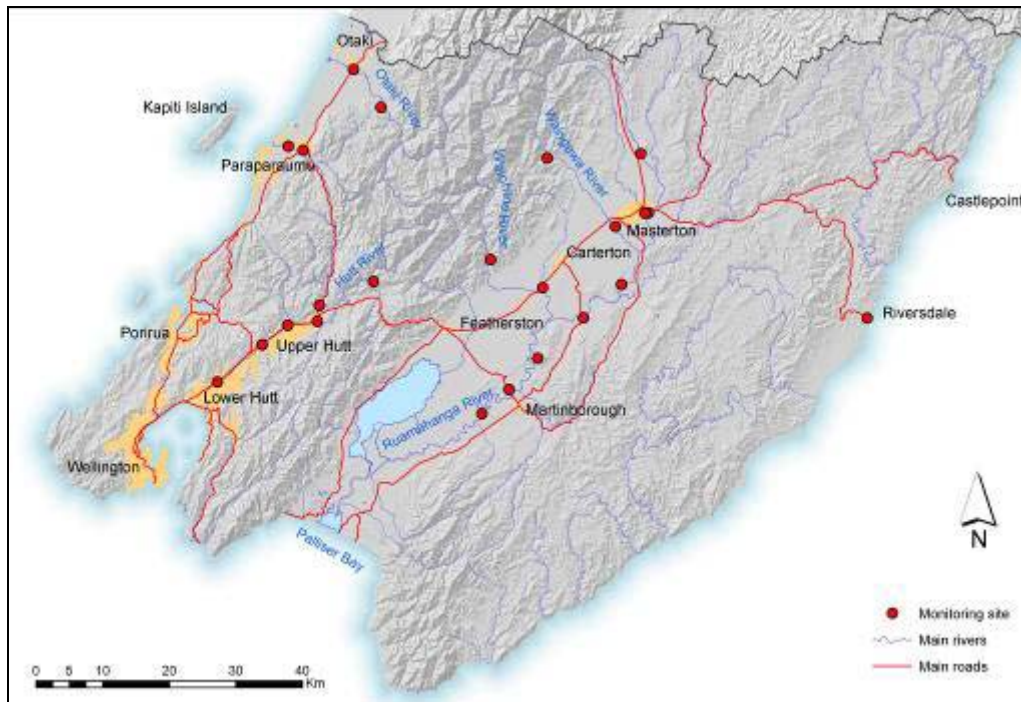 Otaki
Otaki River
Kapiti Island
Paraparaumu
Waiohine River
Waingawa River
Castlepoint
Masterton
Carterton
Hutt River
Riversdale
Featherston
Porirua
Upper Hutt
Lower Hutt
Martinborough
Ruamahanga River
Wellington
Palliser Bay
N
Monitoring site
Main rivers
Main roads
0 5 10 20 30 40
Km